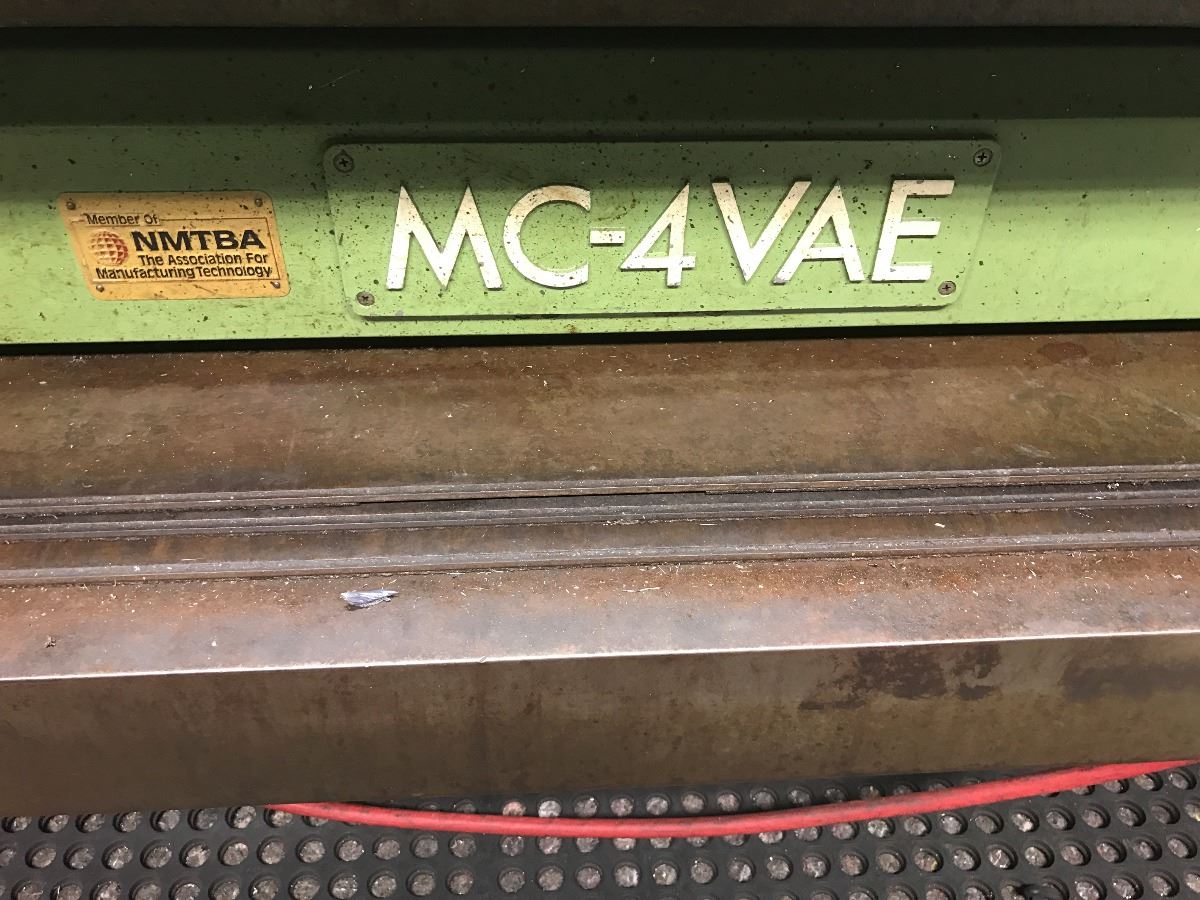 Member Of
NMTBA
The Association For
Manufacturing Technology
MC-4VAE